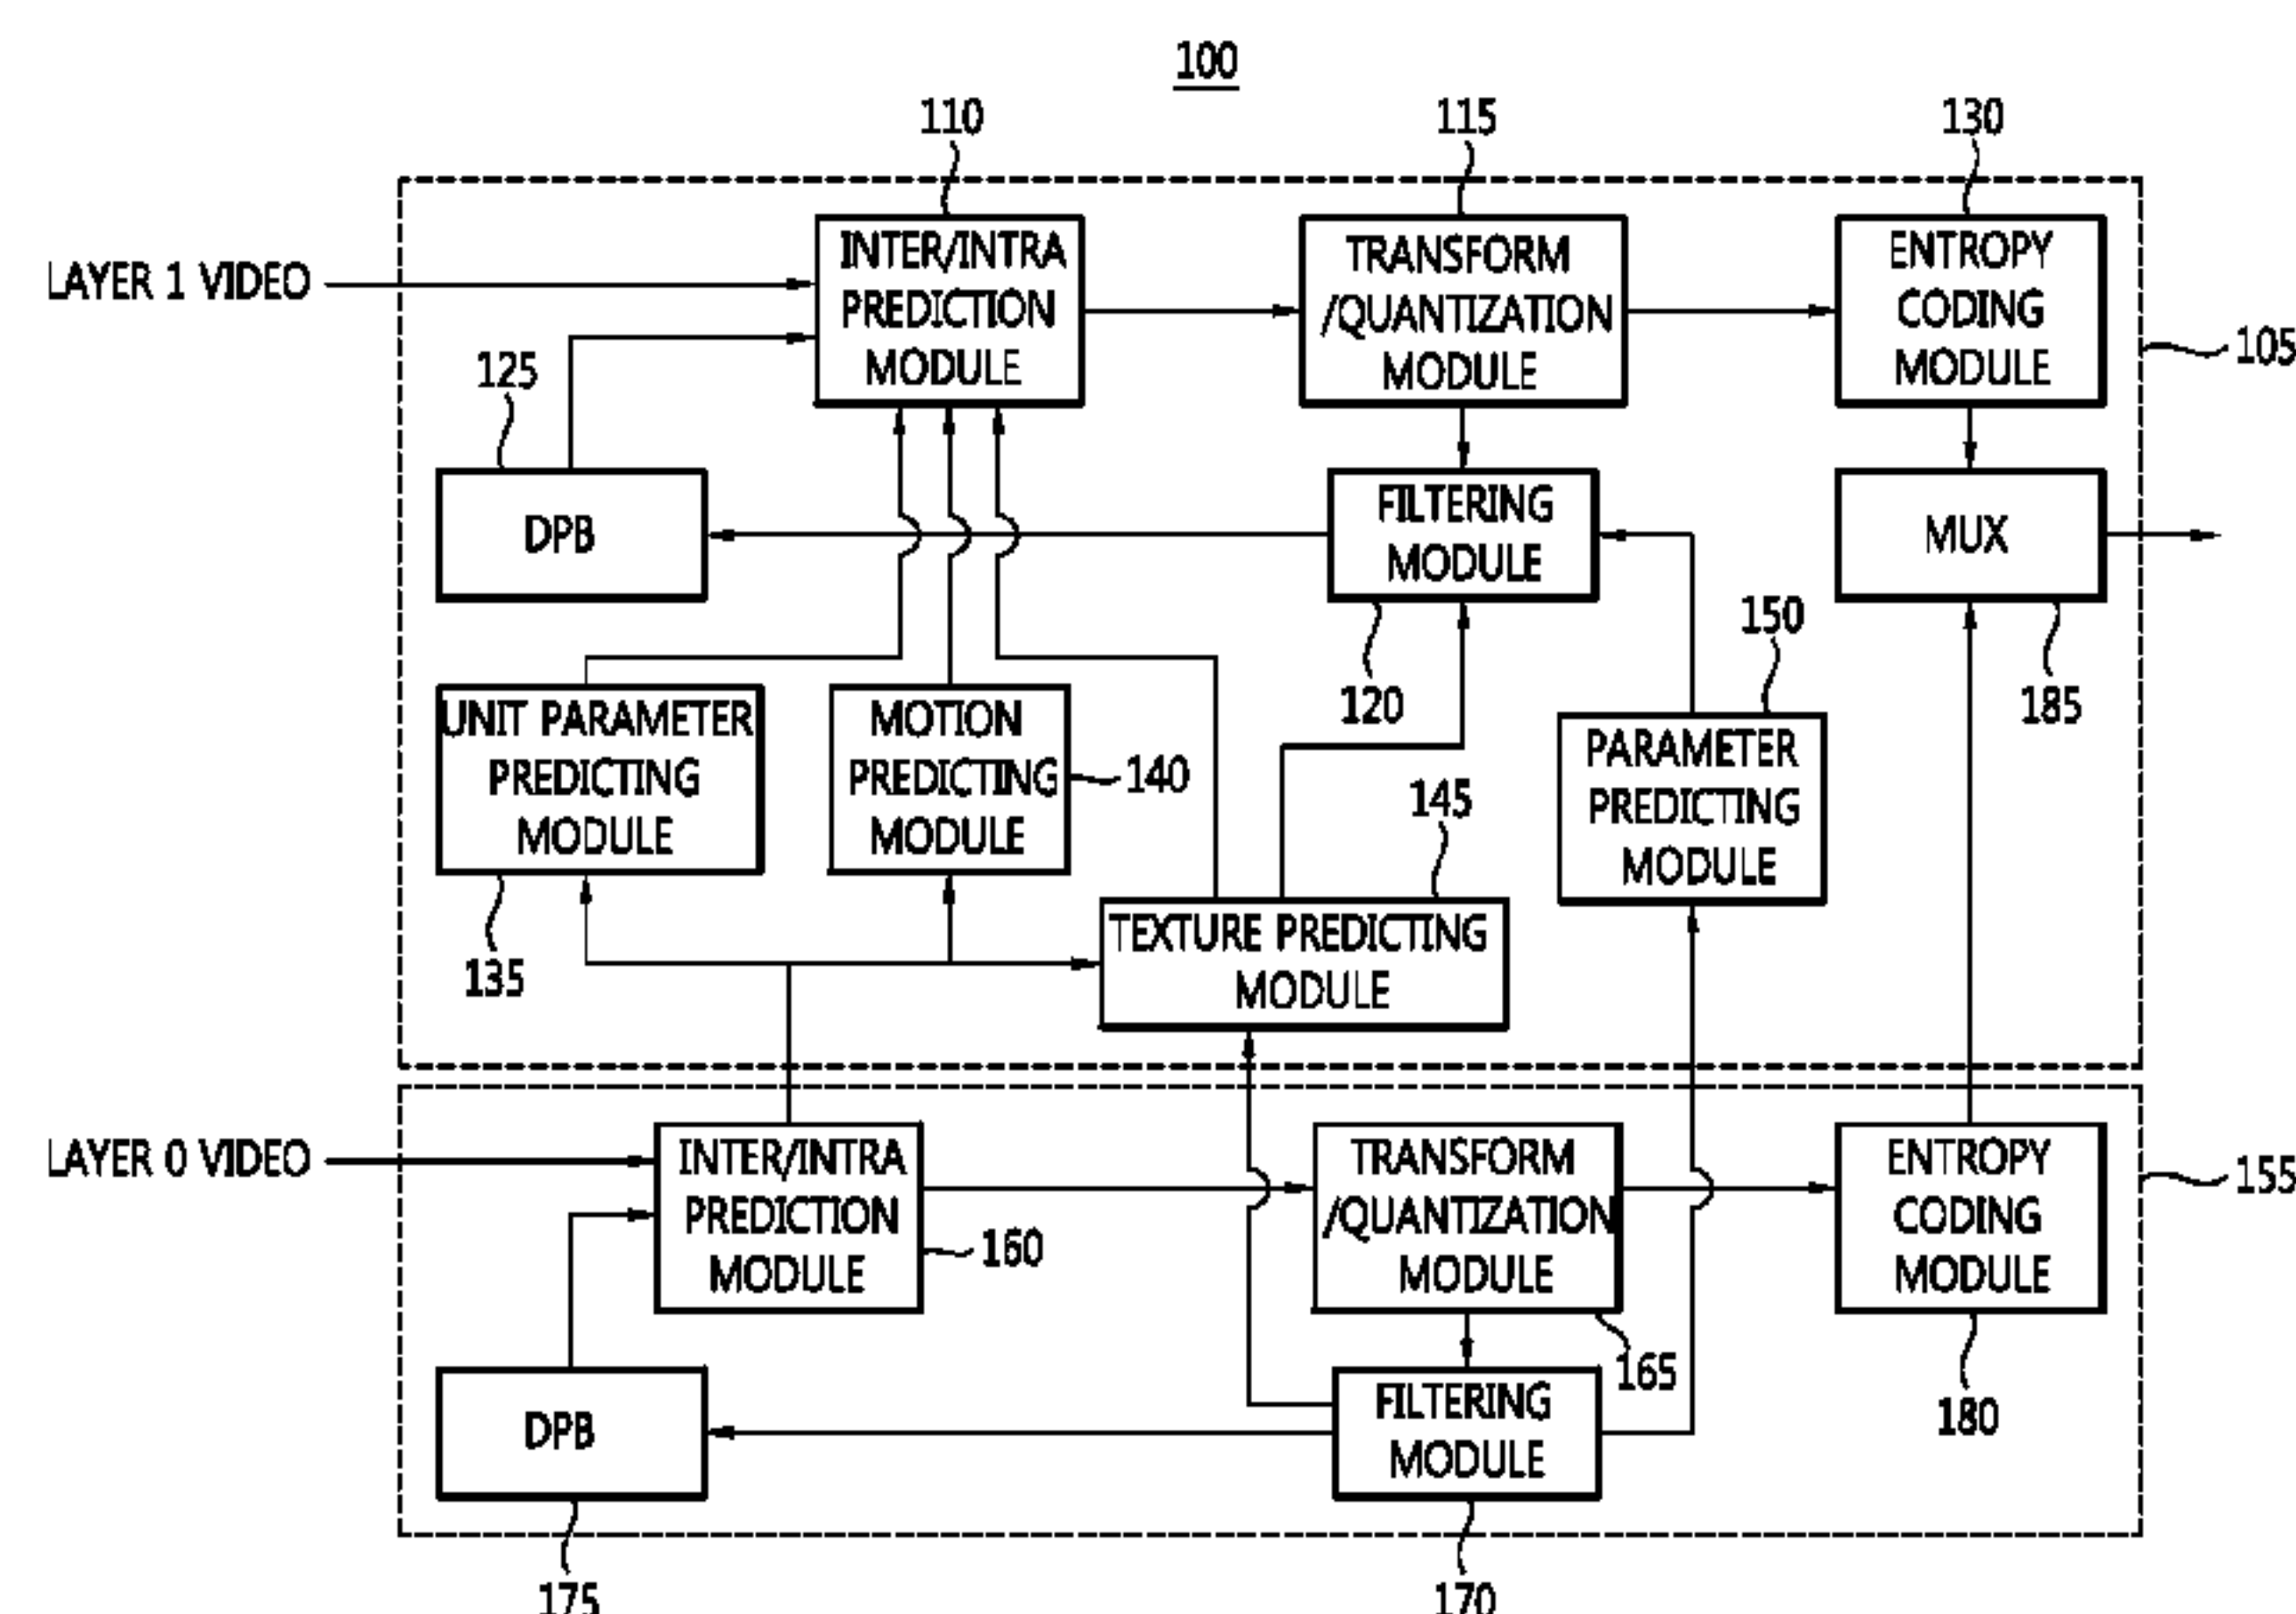 100
110
115
130
INTER/INTRA
PREDICTION
MODULE
TRANSFORM
/QUANTIZATION
MODULE
ENTROPY
CODING
MODULE
LAYER 1 VIDEO
105
125
DPB
FILTERING
MODULE
MUX
120
150
185
UNIT PARAMETER
PREDICTING
MODULE
MOTION
PREDICTING
MODULE
140
145
PARAMETER
PREDICTING
MODULE
135
TEXTURE PREDICTING
MODULE
LAYER 0 VIDEO
INTER/INTRA
PREDICTION
MODULE
160
TRANSFORM
/QUANTIZATION
MODULE
165
ENTROPY
CODING
MODULE
155
180
DPB
FILTERING
MODULE
175
170